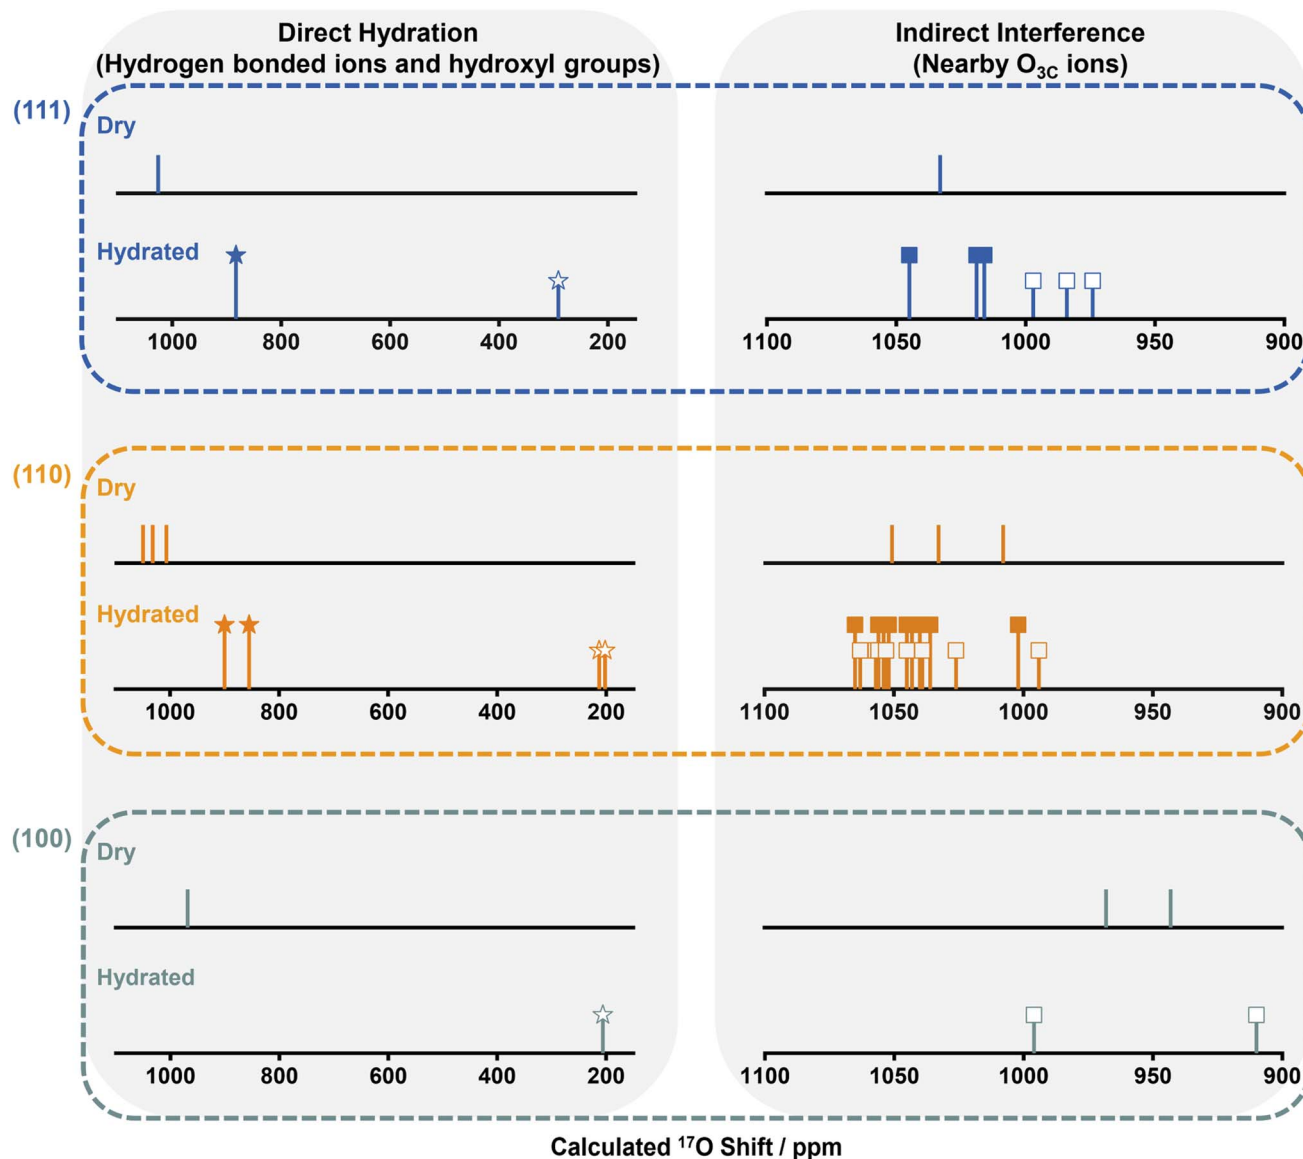 Direct Hydration
(Hydrogen bonded ions and hydroxyl groups)
Indirect Interference
(Nearby O3C ions)
(111)
Dry
Hydrated
1000 800 600 400 200
1100 1050 1000 950 900
(110)
Dry
Hydrated
1000 800 600 400 200
1100 1050 1000 950 900
(100)
Dry
Hydrated
1000 800 600 400 200
1100 1050 1000 950 900
Calculated 17O Shift / ppm